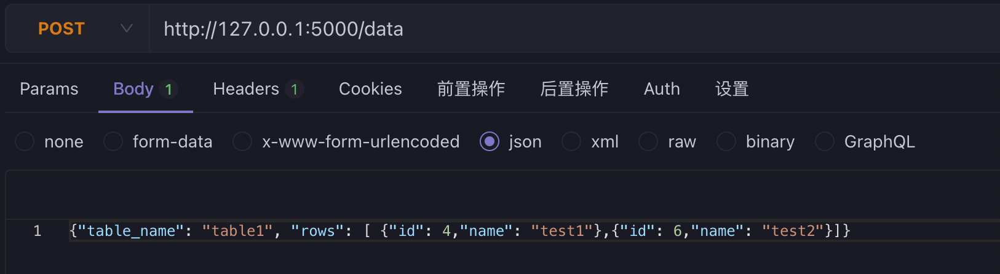 POST http://127.0.0.1:5000/data
Params Body 1 Headers 1 Cookies 前置操作 后置操作 Auth 设置
none form-data x-www-form-urlencoded json xml raw binary GraphQL
1 {"table_name": "table1", "rows": [ {"id": 4,"name": "test1"},{"id": 6,"name": "test2"}]}